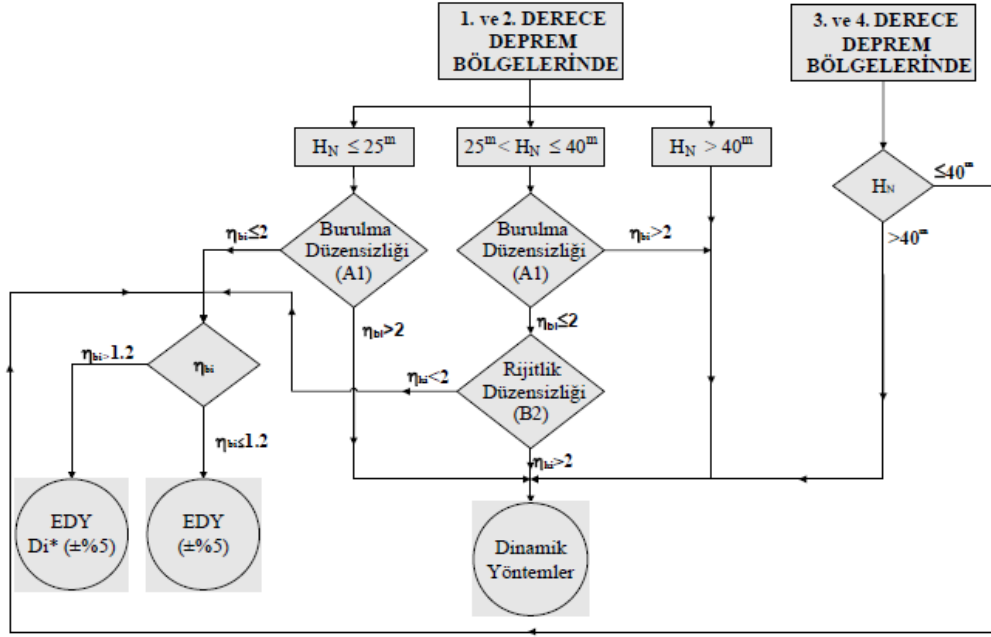 1. ve 2. DERECE
DEPREM
BÖLGELERİNDE
3. ve 4. DERECE
DEPREM
BÖLGELERİNDE
H_N ≤ 25^m
25^m < H_N ≤ 40^m
H_N > 40^m
H_N
≤40^m
>40^m
η_bi≤2
Burulma
Düzensizliği
(A1)
Burulma
Düzensizliği
(A1)
η_bi>2
η_bi>2
η_bi≤2
η_bi>1.2
η_bi
η_ki<2
Rijitlik
Düzensizliği
(B2)
η_bi≤1.2
η_ki>2
EDY
Di* (±%5)
EDY
(±%5)
Dinamik
Yöntemler